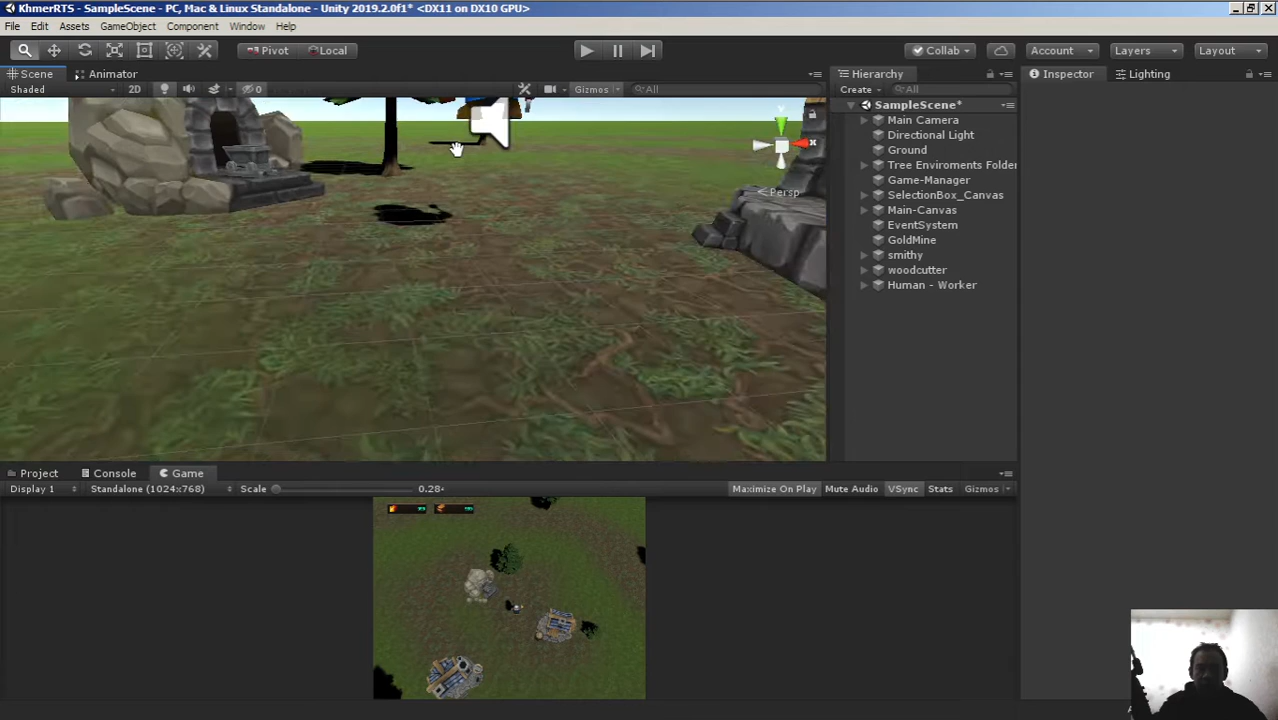 KhmerRTS - SampleScene - PC, Mac & Linux Standalone - Unity 2019.2.0f1* <DX11 on DX10 GPU>
File Edit Assets GameObject Component Window Help
Pivot Local Collab Account Layers Layout
Scene Animator Hierarchy Inspector Lighting
Shaded 2D 0 Gizmos All Create All
SampleScene*
Main Camera
Directional Light
Ground
Tree Enviroments Folder
Game-Manager
SelectionBox_Canvas
Main-Canvas
EventSystem
GoldMine
smithy
woodcutter
Human - Worker
y
x
Persp
Project Console Game
Display 1 Standalone (1024x768) Scale 0.28 Maximize On Play Mute Audio VSync Stats Gizmos